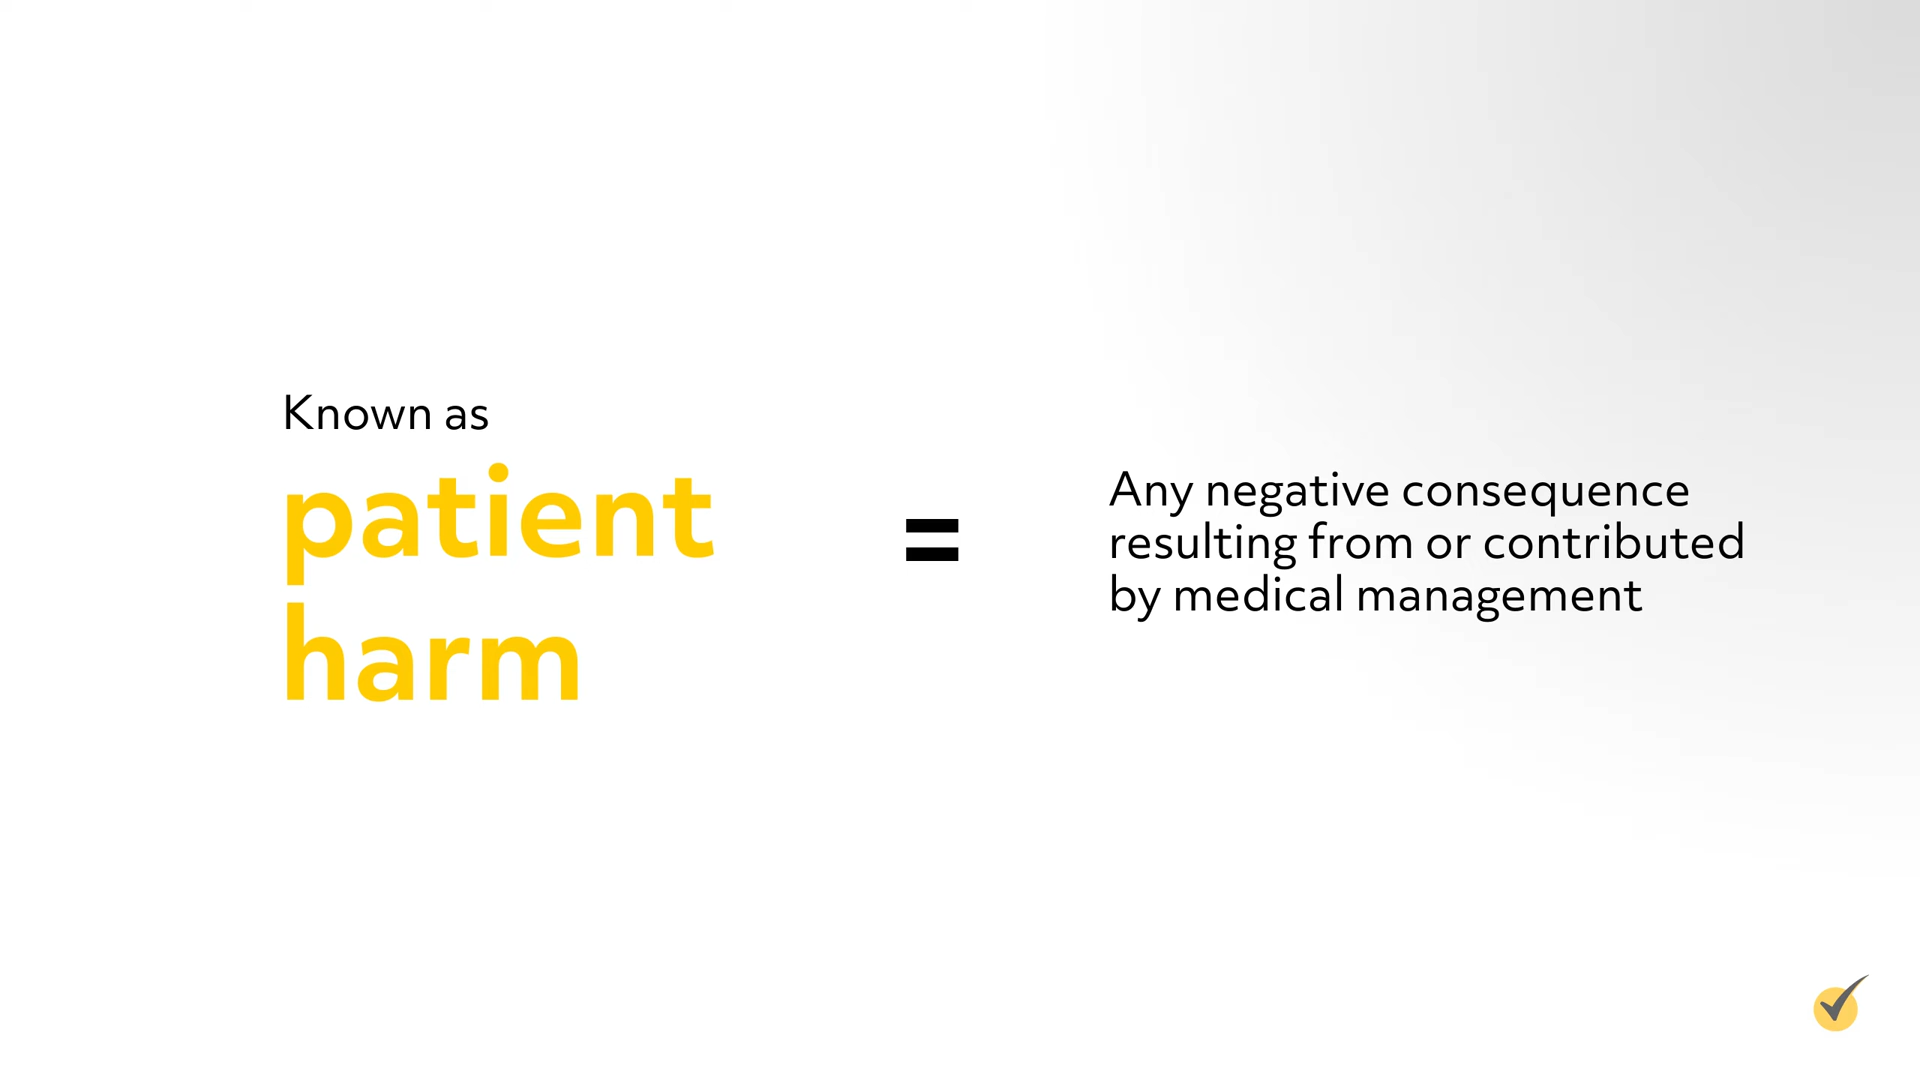 Known as
patient
harm
=
Any negative consequence
resulting from or contributed
by medical management